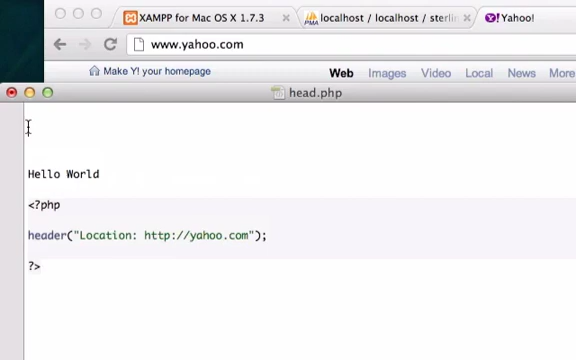 XAMPP for Mac OS X 1.7.3
localhost / localhost / sterlin
Yahoo!
www.yahoo.com
Make Y! your homepage
Web Images Video Local News More
head.php
Hello World
<?php
header("Location: http://yahoo.com");
?>